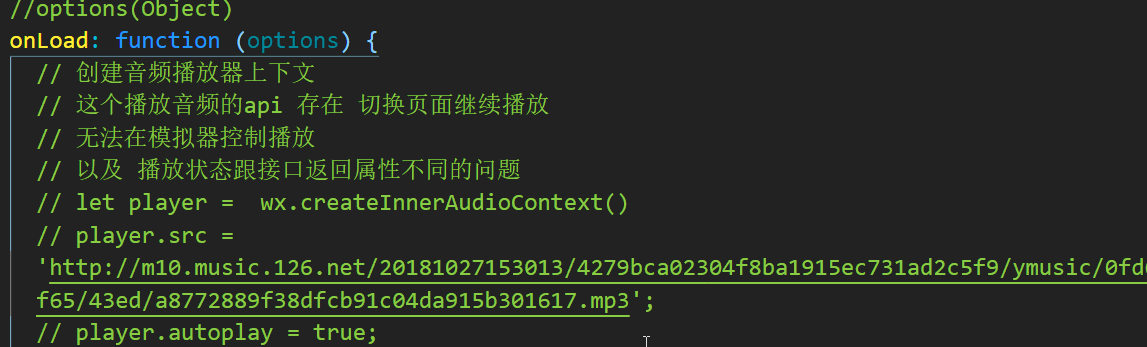 //options(Object)
onLoad: function (options) {
// 创建音频播放器上下文
// 这个播放音频的api 存在 切换页面继续播放
// 无法在模拟器控制播放
// 以及 播放状态跟接口返回属性不同的问题
// let player =  wx.createInnerAudioContext()
// player.src =
'http://m10.music.126.net/20181027153013/4279bca02304f8ba1915ec731ad2c5f9/ymusic/0fd
f65/43ed/a8772889f38dfcb91c04da915b301617.mp3';
// player.autoplay = true;